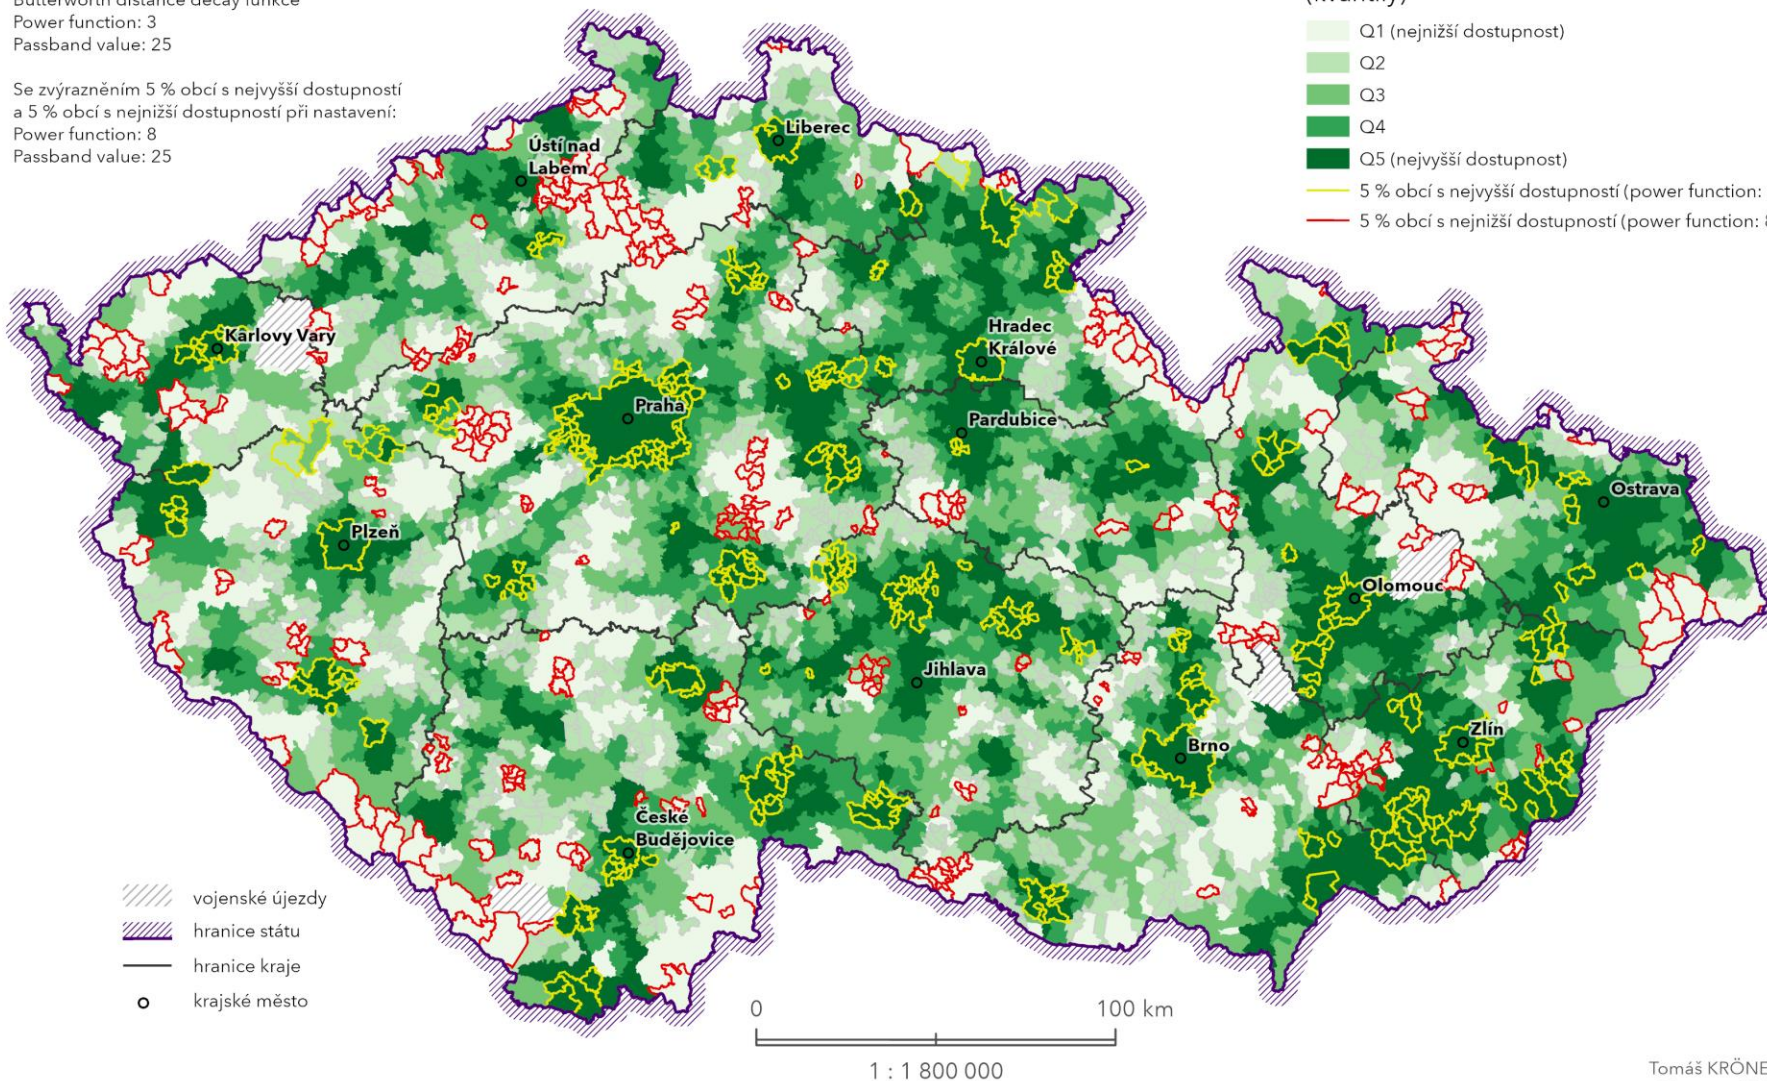 Butterworth distance decay funkce
Power function: 3
Passband value: 25
Se zvýrazněním 5 % obcí s nejvyšší dostupností
a 5 % obcí s nejnižší dostupností při nastavení:
Power function: 8
Passband value: 25
(kvantily)
Q1 (nejnižší dostupnost)
Q2
Q3
Q4
Q5 (nejvyšší dostupnost)
5 % obcí s nejvyšší dostupností (power function:
5 % obcí s nejnižší dostupností (power function: 8
Liberec
Ústí nad
Labem
Karlovy Vary
Hradec
Králové
Praha
Pardubice
Ostrava
Plzeň
Olomouc
Jihlava
Zlín
Brno
České
Budějovice
vojenské újezdy
hranice státu
hranice kraje
krajské město
0 100 km
1 : 1 800 000
Tomáš KRÖNE